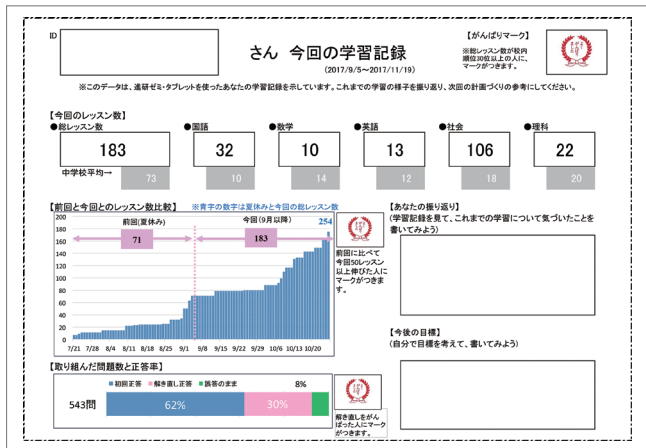 ID
さん 今回の学習記録
(2017/9/5～2017/11/19)
【がんばりマーク】
※総レッスン数が校内
順位30位以上の人に、
マークがつきます。
※このデータは、進研ゼミ・タブレットを使ったあなたの学習記録を示しています。これまでの学習の様子を振り返り、次回の計画づくりの参考にしてください。
【今回のレッスン数】
●総レッスン数 ●国語 ●数学 ●英語 ●社会 ●理科
183 32 10 13 106 22
中学校平均→ 73 10 14 12 18 20
【前回と今回とのレッスン数比較】 ※青字の数字は夏休みと今回の総レッスン数
前回(夏休み) 今回(9月以降) 254
71 183
200
180
160
140
120
100
80
60
40
20
0
7/21 7/28 8/4 8/11 8/18 8/25 9/1 9/8 9/15 9/22 9/29 10/6 10/13 10/20
前回に比べて
今回50レッスン
以上伸びた人に
マークがつきま
す。
【あなたの振り返り】
(学習記録を見て、これまでの学習について気づいたことを
書いてみよう)
【今後の目標】
(自分で目標を考えて、書いてみよう)
【取り組んだ問題数と正答率】
初回正答 解き直し正答 誤答のまま 8%
543問 62% 30%
解き直しをがん
ばった人にマーク
がつきます。